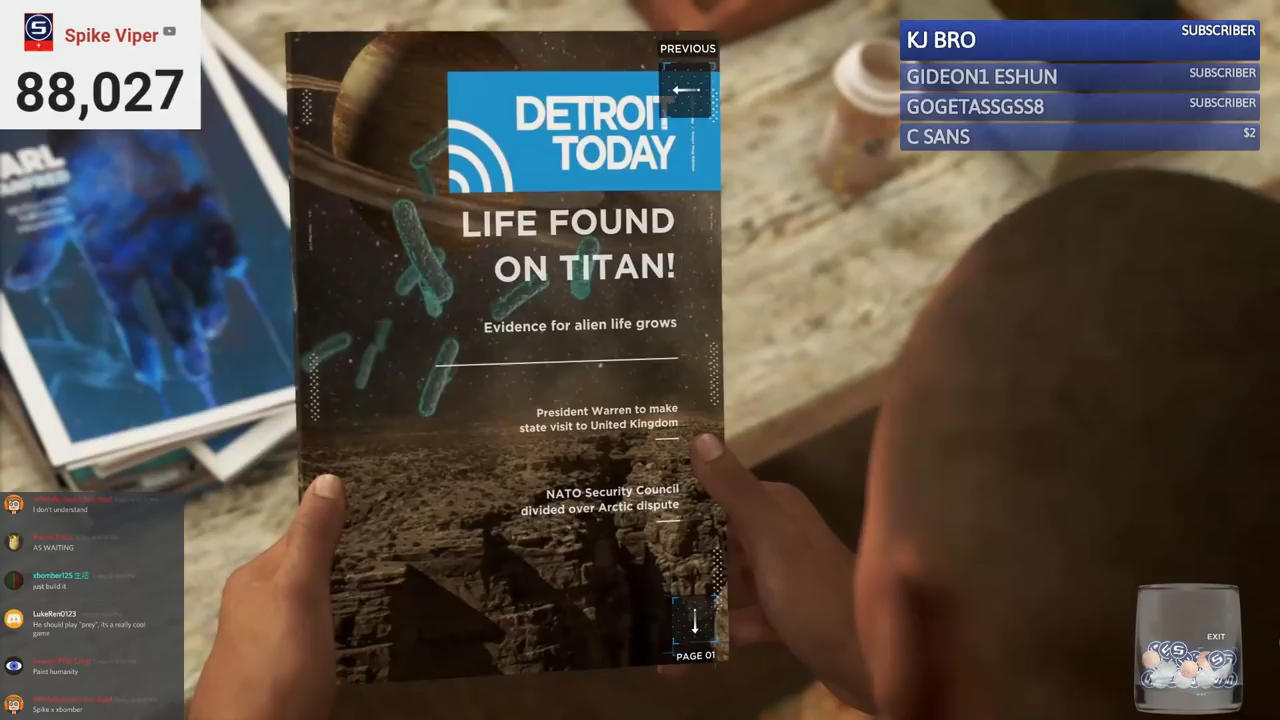 Spike Viper
88,027
PREVIOUS
SUBSCRIBER
KJ BRO
GIDEON1 ESHUN
SUBSCRIBER
GOGETASSGSS8
SUBSCRIBER
C SANS
$2
DETROIT
TODAY
LIFE FOUND
ON TITAN!
Evidence for alien life grows
President Warren to make
state visit to United Kingdom
NATO Security Council
divided over Arctic dispute
PAGE 01
EXIT
I don't understand
AS WAITING
xbomber125 生活
just build it
LukeRen0123
He should play "prey", its a really cool
game
Paint humanity
Spike x xbomber